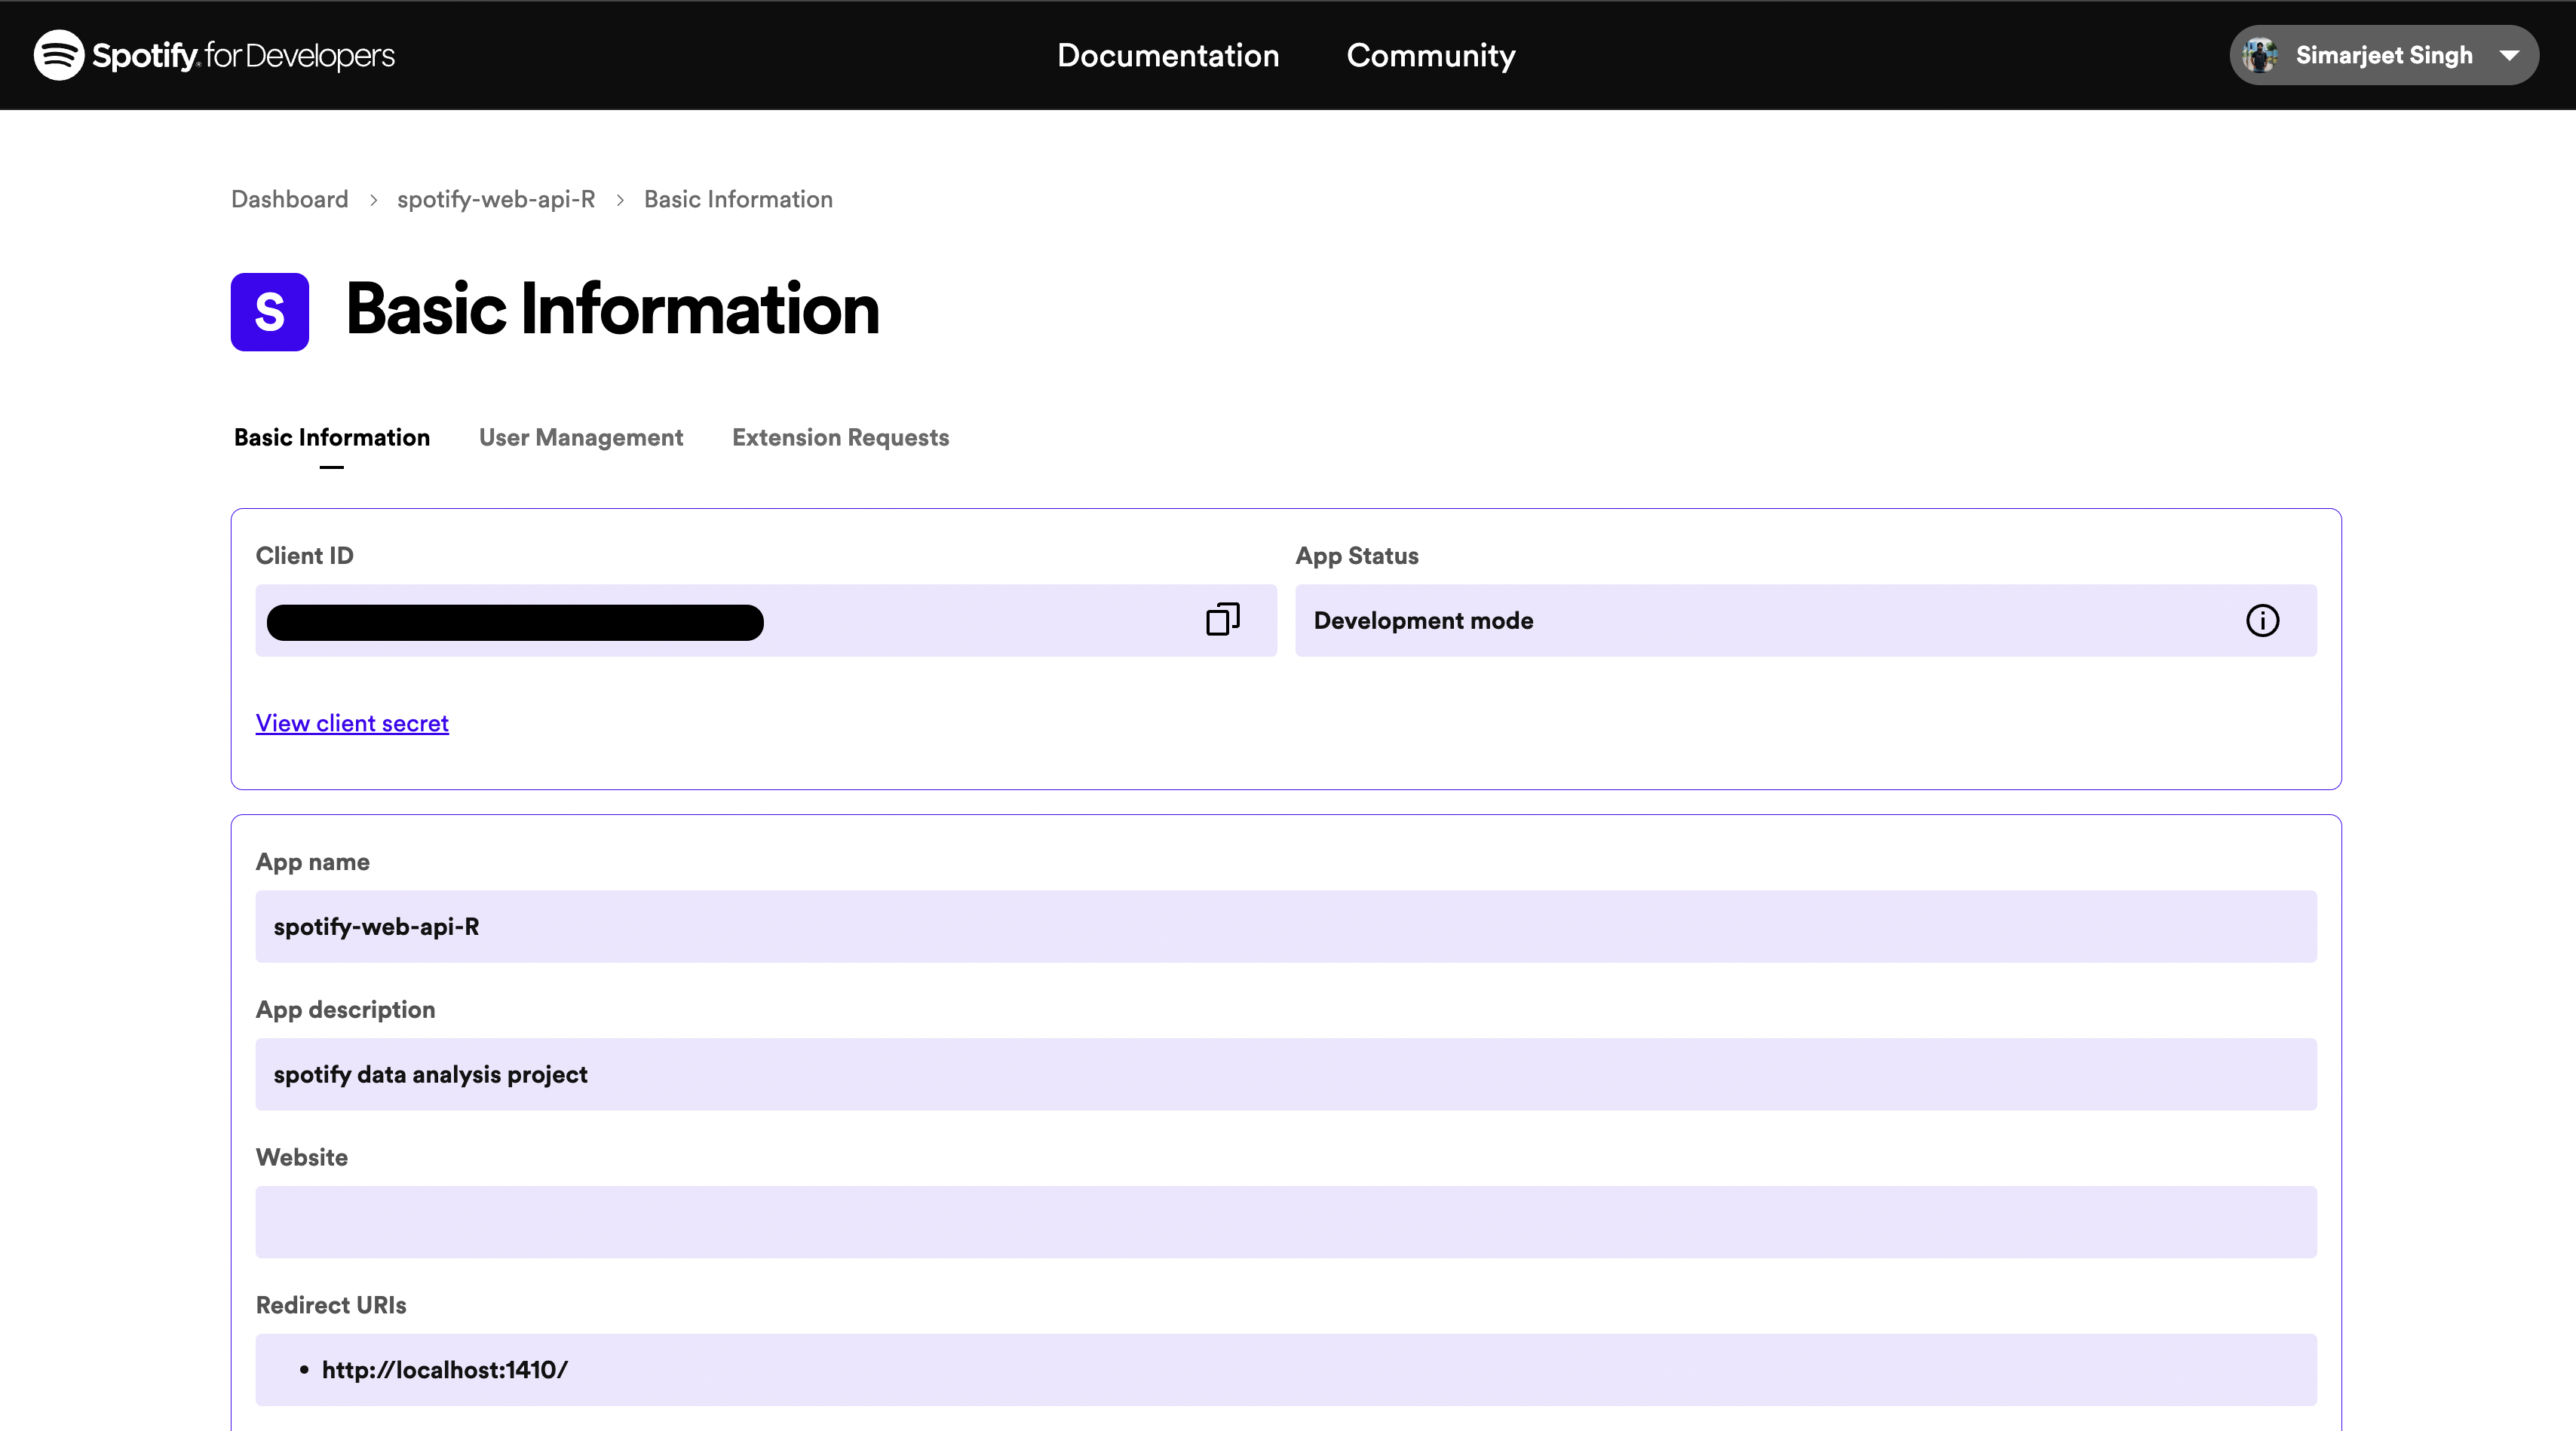 Spotify for Developers
Documentation
Community
Simarjeet Singh
Dashboard > spotify-web-api-R > Basic Information
S
Basic Information
Basic Information
User Management
Extension Requests
Client ID
App Status
Development mode
View client secret
App name
spotify-web-api-R
App description
spotify data analysis project
Website
Redirect URIs
• http://localhost:1410/